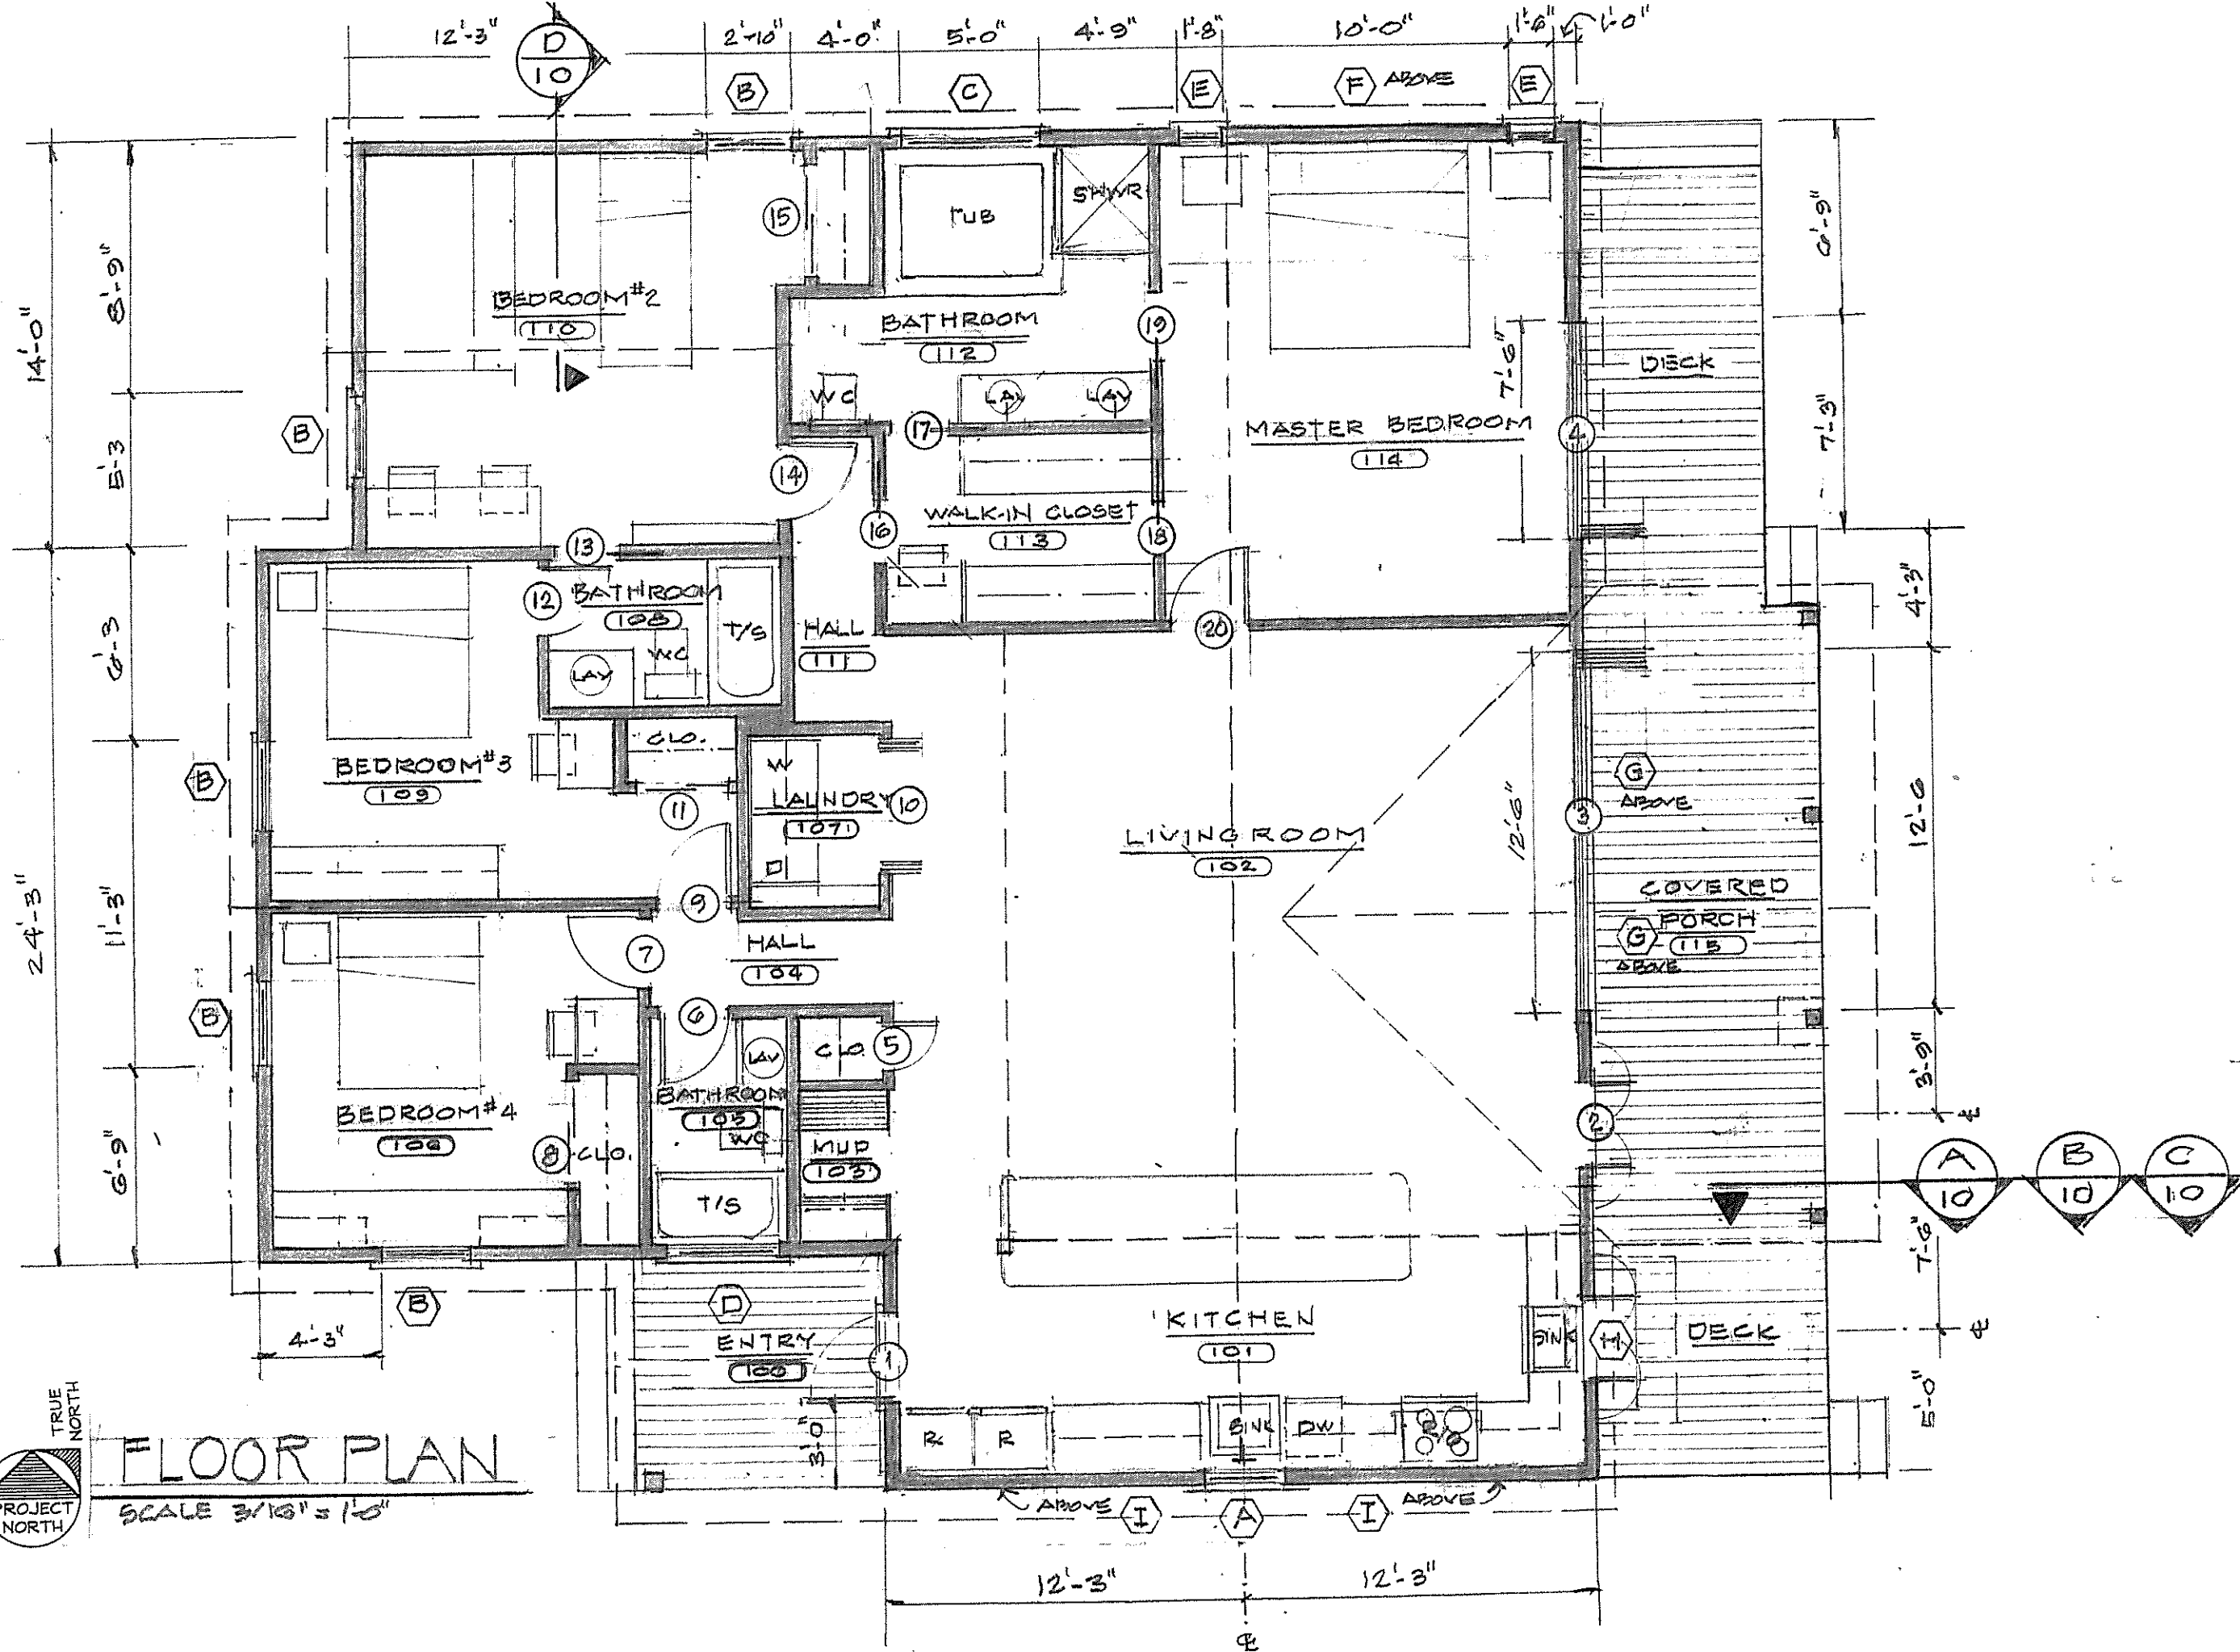 12'-3"
D
10
2'-10"
4'-0"
5'-0"
4'-9"
1'-8"
10'-0"
1'-6"
1'-0"
B
C
E
F ABOVE
E
14'-0"
8'-9"
5'-3
6'-3
11'-3"
24'-3"
6'-9"
B
B
B
B
4'-3"
BEDROOM #2
110
15
TUB
SHWR
BATHROOM
112
19
WC
LAV
LAV
17
14
16
WALK-IN CLOSET
113
18
MASTER BEDROOM
114
7'-6"
4
DECK
6'-9"
7'-3"
4'-3"
13
12
BATHROOM
108
T/S
WC
LAV
HALL
111
20
CLO.
BEDROOM #3
109
11
W
LAUNDRY
107
D
10
9
LIVING ROOM
102
12'-6"
3
G
ABOVE
COVERED
PORCH
115
G
ABOVE
12'-6
7
HALL
104
6
LAV
CLO.
5
BEDROOM #4
106
8
CLO.
BATHROOM
105
WC
T/S
MUD
103
2
3'-9"
℄
A
10
B
10
C
10
7'-6"
℄
5'-0"
D
ENTRY
100
1
3'-0"
KITCHEN
101
SINK
H
DECK
R
R
SINK
DW
ABOVE
I
A
I
ABOVE
12'-3"
12'-3"
℄
TRUE
NORTH
PROJECT
NORTH
FLOOR PLAN
SCALE 3/16" = 1'-0"